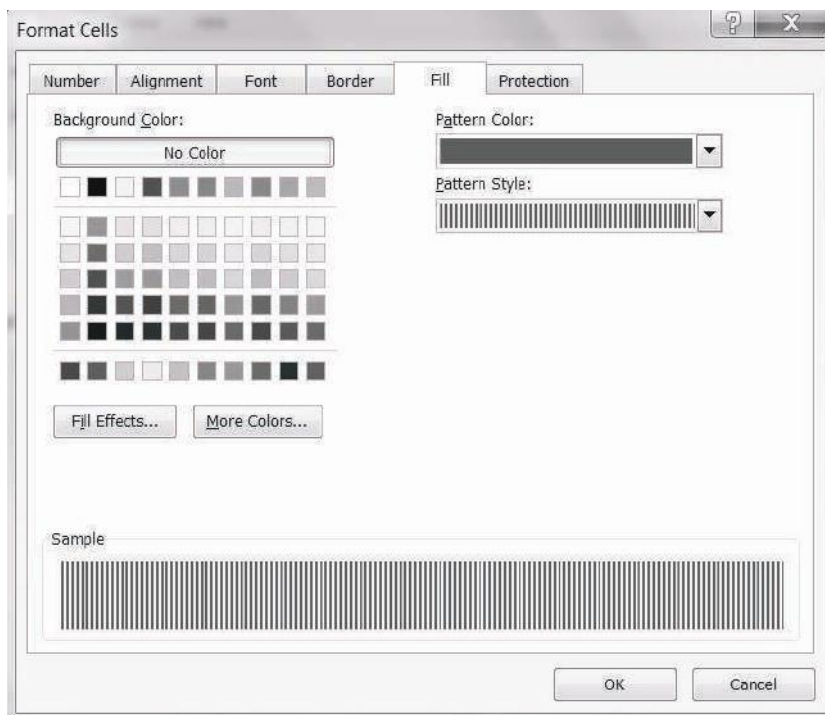 Format Cells
Number Alignment Font Border Fill Protection
Background Color:
No Color
Pattern Color:
Pattern Style:
Fill Effects...
More Colors...
Sample
OK
Cancel